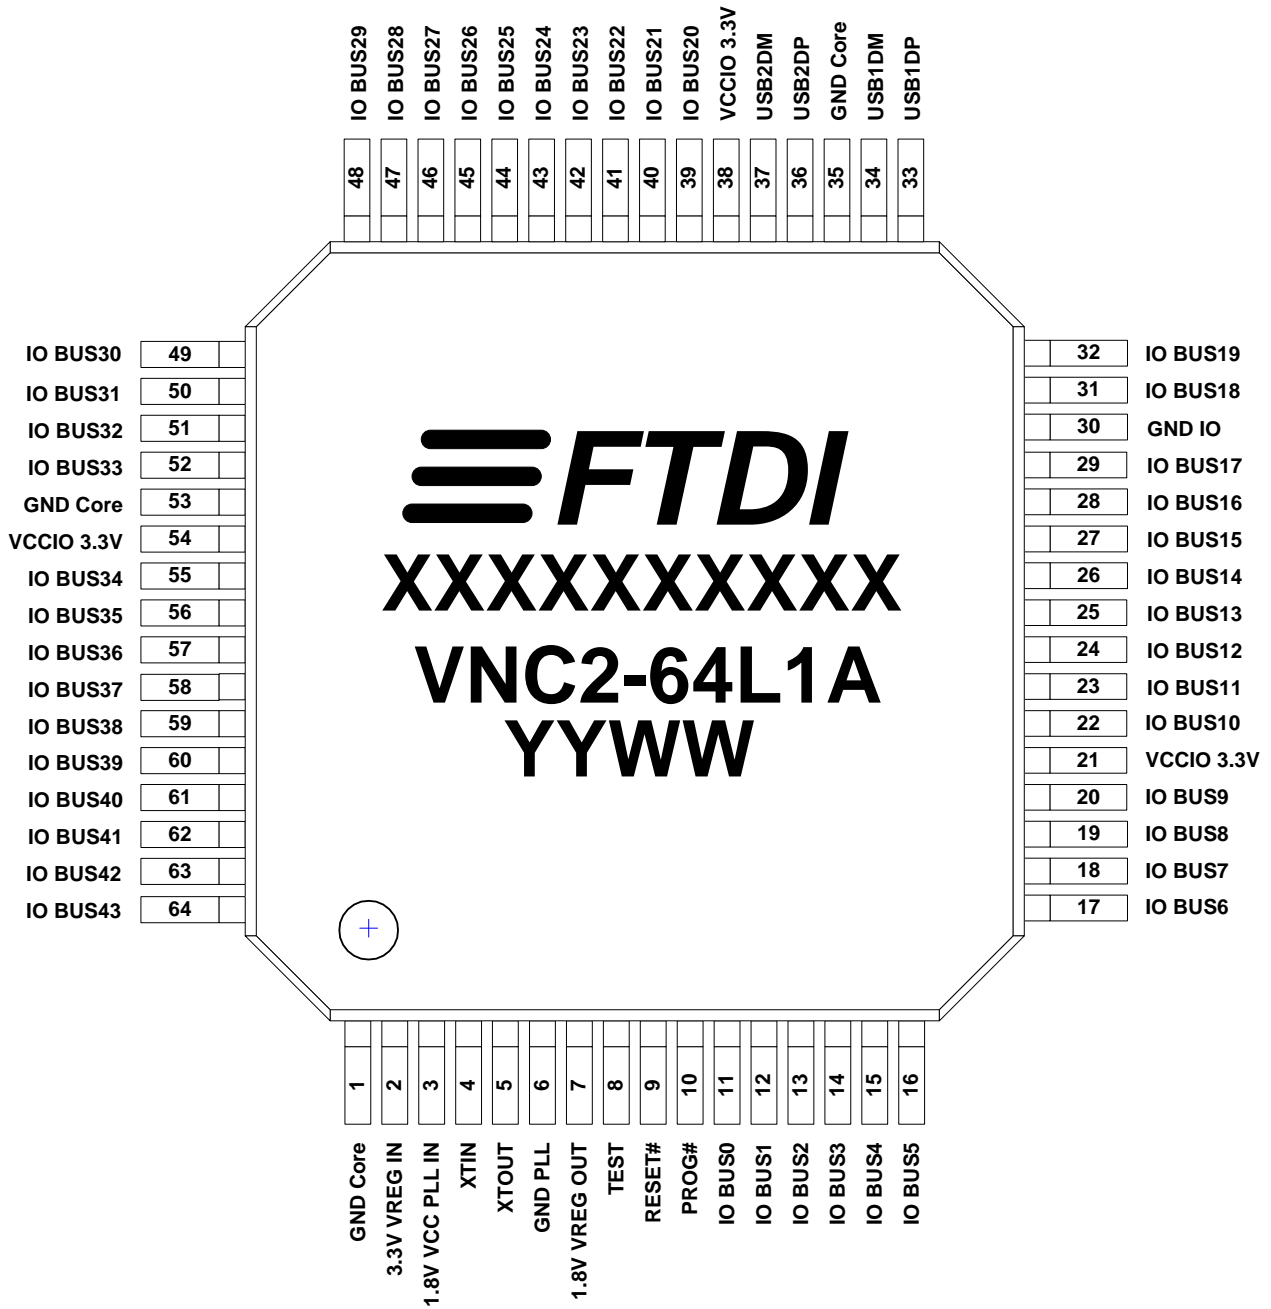 IO BUS29
IO BUS28
IO BUS27
IO BUS26
IO BUS25
IO BUS24
IO BUS23
IO BUS22
IO BUS21
IO BUS20
VCCIO 3.3V
USB2DM
USB2DP
GND Core
USB1DM
USB1DP
48
47
46
45
44
43
42
41
40
39
38
37
36
35
34
33
IO BUS30 49
IO BUS31 50
IO BUS32 51
IO BUS33 52
GND Core 53
VCCIO 3.3V 54
IO BUS34 55
IO BUS35 56
IO BUS36 57
IO BUS37 58
IO BUS38 59
IO BUS39 60
IO BUS40 61
IO BUS41 62
IO BUS42 63
IO BUS43 64
FTDI
XXXXXXXXXX
VNC2-64L1A
YYWW
32 IO BUS19
31 IO BUS18
30 GND IO
29 IO BUS17
28 IO BUS16
27 IO BUS15
26 IO BUS14
25 IO BUS13
24 IO BUS12
23 IO BUS11
22 IO BUS10
21 VCCIO 3.3V
20 IO BUS9
19 IO BUS8
18 IO BUS7
17 IO BUS6
1
2
3
4
5
6
7
8
9
10
11
12
13
14
15
16
GND Core
3.3V VREG IN
1.8V VCC PLL IN
XTIN
XTOUT
GND PLL
1.8V VREG OUT
TEST
RESET#
PROG#
IO BUS0
IO BUS1
IO BUS2
IO BUS3
IO BUS4
IO BUS5